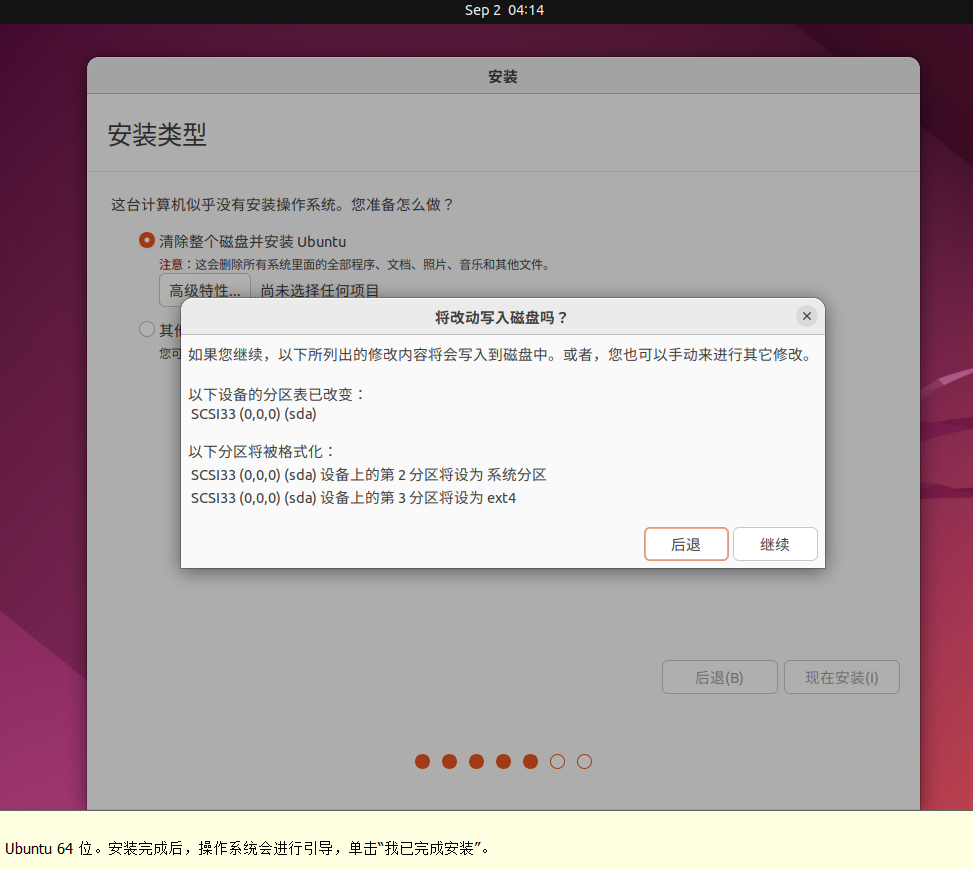 Sep 2 04:14
安装
安装类型
这台计算机似乎没有安装操作系统。您准备怎么做？
清除整个磁盘并安装 Ubuntu
注意：这会删除所有系统里面的全部程序、文档、照片、音乐和其他文件。
高级特性... 尚未选择任何项目
其他
您可
将改动写入磁盘吗？
如果您继续，以下所列出的修改内容将会写入到磁盘中。或者，您也可以手动来进行其它修改。
以下设备的分区表已改变：
SCSI33 (0,0,0) (sda)
以下分区将被格式化：
SCSI33 (0,0,0) (sda) 设备上的第 2 分区将设为 系统分区
SCSI33 (0,0,0) (sda) 设备上的第 3 分区将设为 ext4
后退 继续
后退(B) 现在安装(I)
Ubuntu 64 位。安装完成后，操作系统会进行引导，单击“我已完成安装”。